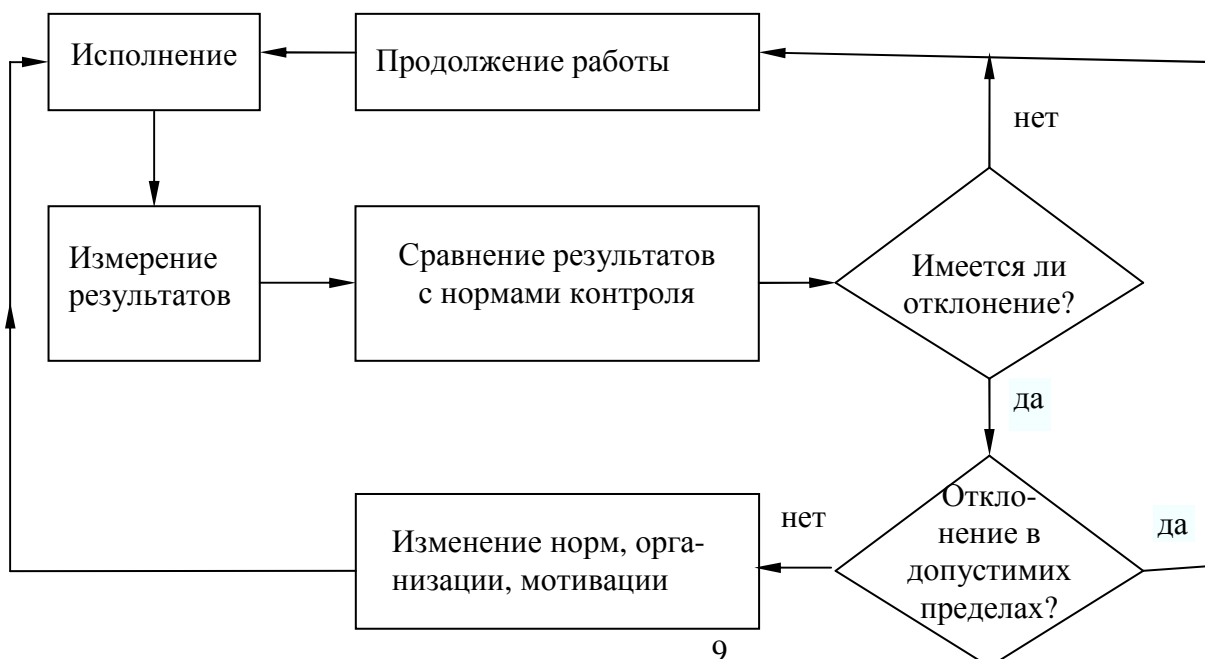 Исполнение
Продолжение работы
нет
Измерение
результатов
Сравнение результатов
с нормами контроля
Имеется ли
отклонение?
да
Изменение норм, орга-
низации, мотивации
нет
Откло-
нение в
допустимих
пределах?
да
9